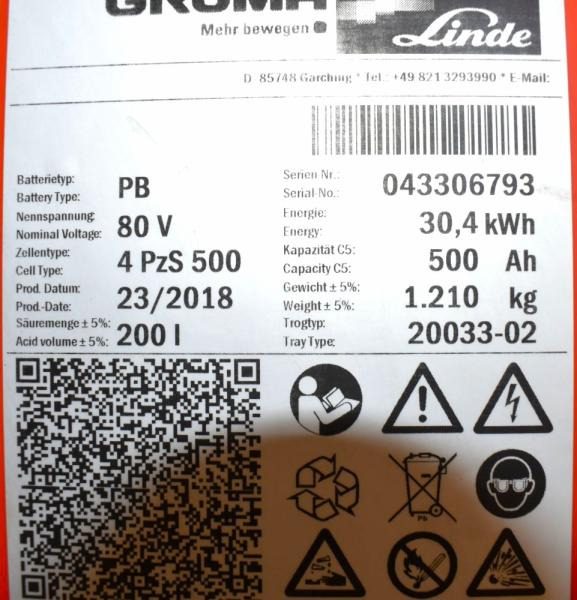 GRUMA
Linde
Mehr bewegen
D 85748 Garching * Tel.: +49 821 3293990 * E-Mail:
Batterietyp:
Battery Type: PB
Serien Nr.:
Serial-No.: 043306793
Nennspannung:
Nominal Voltage: 80 V
Energie:
Energy: 30,4 kWh
Zellentype:
Cell Type: 4 PzS 500
Kapazität C5:
Capacity C5: 500 Ah
Prod. Datum:
Prod.-Date: 23/2018
Gewicht ± 5%:
Weight ± 5%: 1.210 kg
Säuremenge ± 5%:
Acid volume ± 5%: 200 l
Trogtyp:
Tray Type: 20033-02
Pb